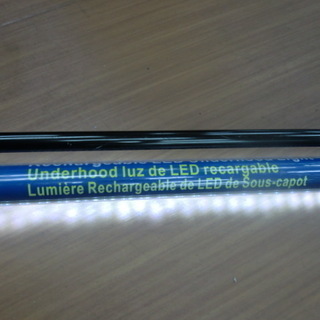 Underhood luz de LED recargable
Lumière Rechargeable de LED de Sous-capot